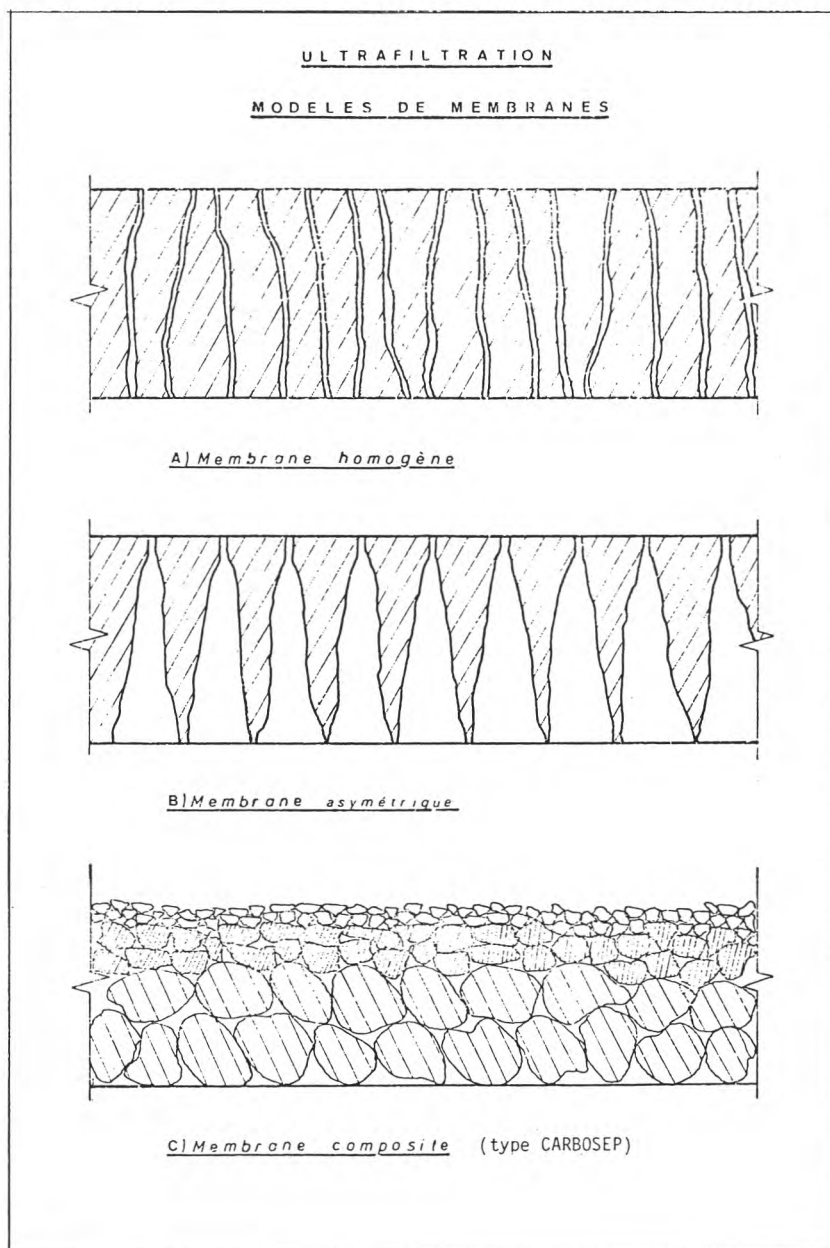 ULTRAFILTRATION
MODELES DE MEMBRANES
A) Membrane homogène
B) Membrane asymétrique
C) Membrane composite (type CARBOSEP)